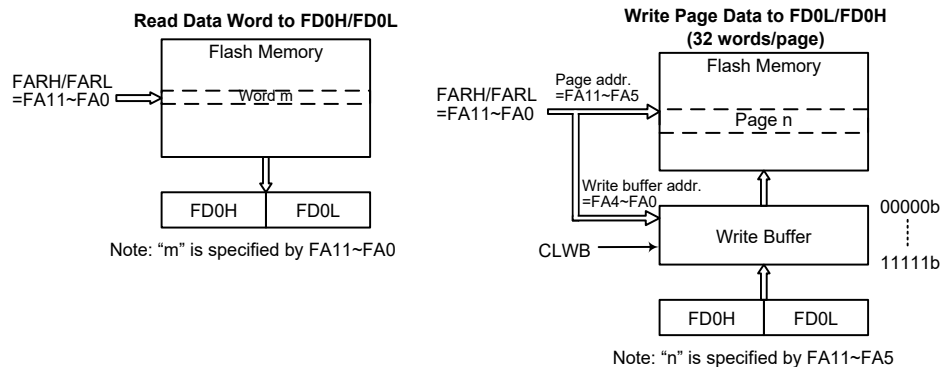 Read Data Word to FD0H/FD0L
Flash Memory
FARH/FARL
=FA11~FA0
Word m
FD0H
FD0L
Note: “m” is specified by FA11~FA0
Write Page Data to FD0L/FD0H
(32 words/page)
Flash Memory
Page addr.
=FA11~FA5
FARH/FARL
=FA11~FA0
Page n
Write buffer addr.
=FA4~FA0
00000b
Write Buffer
CLWB
11111b
FD0H
FD0L
Note: “n” is specified by FA11~FA5